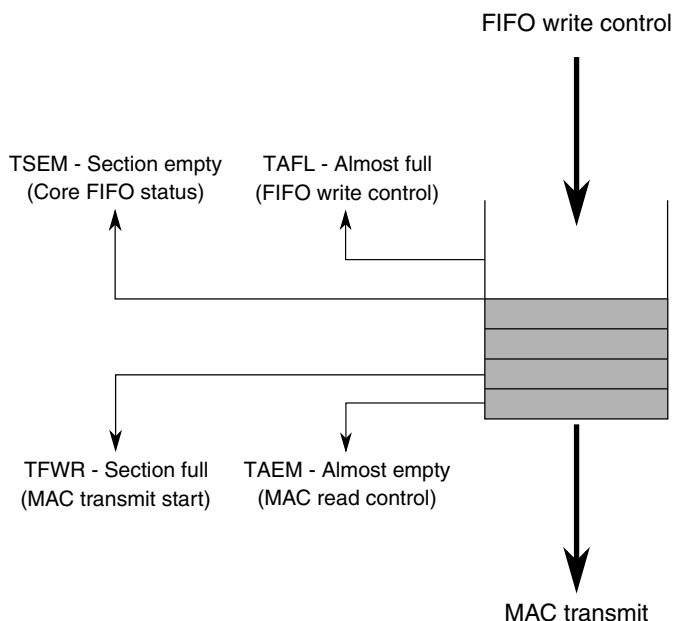 FIFO write control
TSEM - Section empty
(Core FIFO status)
TAFL - Almost full
(FIFO write control)
TFWR - Section full
(MAC transmit start)
TAEM - Almost empty
(MAC read control)
MAC transmit